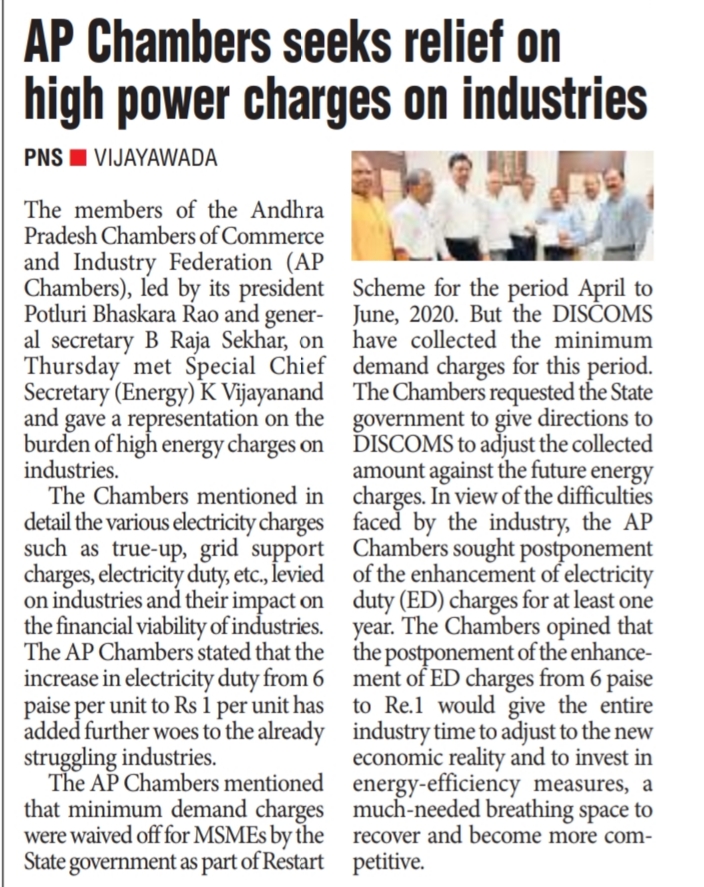 AP Chambers seeks relief on
high power charges on industries
PNS ■ VIJAYAWADA
The members of the Andhra
Pradesh Chambers of Commerce
and Industry Federation (AP
Chambers), led by its president
Potluri Bhaskara Rao and gener-
al secretary B Raja Sekhar, on
Thursday met Special Chief
Secretary (Energy) K Vijayanand
and gave a representation on the
burden of high energy charges on
industries.
The Chambers mentioned in
detail the various electricity charges
such as true-up, grid support
charges, electricity duty, etc., levied
on industries and their impact on
the financial viability of industries.
The AP Chambers stated that the
increase in electricity duty from 6
paise per unit to Rs 1 per unit has
added further woes to the already
struggling industries.
The AP Chambers mentioned
that minimum demand charges
were waived off for MSMEs by the
State government as part of Restart
Scheme for the period April to
June, 2020. But the DISCOMS
have collected the minimum
demand charges for this period.
The Chambers requested the State
government to give directions to
DISCOMS to adjust the collected
amount against the future energy
charges. In view of the difficulties
faced by the industry, the AP
Chambers sought postponement
of the enhancement of electricity
duty (ED) charges for at least one
year. The Chambers opined that
the postponement of the enhance-
ment of ED charges from 6 paise
to Re.1 would give the entire
industry time to adjust to the new
economic reality and to invest in
energy-efficiency measures, a
much-needed breathing space to
recover and become more com-
petitive.